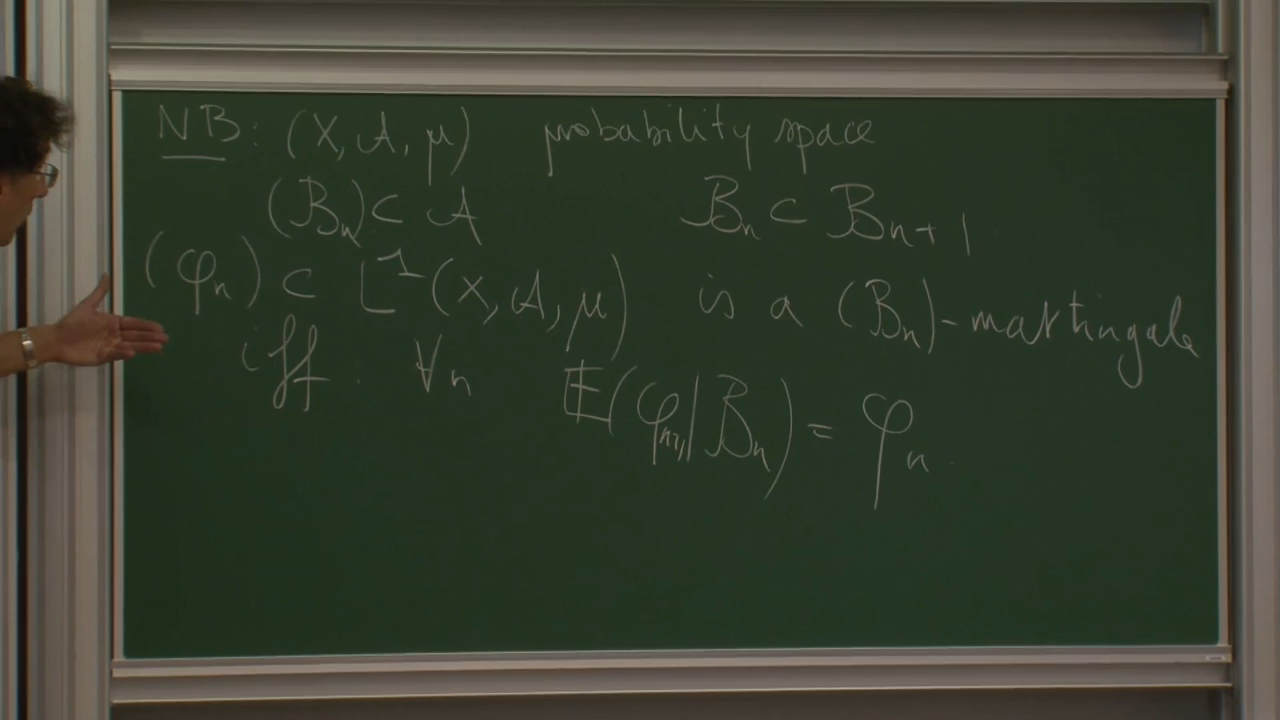 NB: (X, 𝒜, μ) probability space
(ℬₙ) ⊂ 𝒜 ℬₙ ⊂ ℬₙ₊₁
(φₙ) ⊂ L¹(X, 𝒜, μ) is a (ℬₙ)-martingale
iff : ∀n 𝔼(φₙ₊₁|ℬₙ) = φₙ.